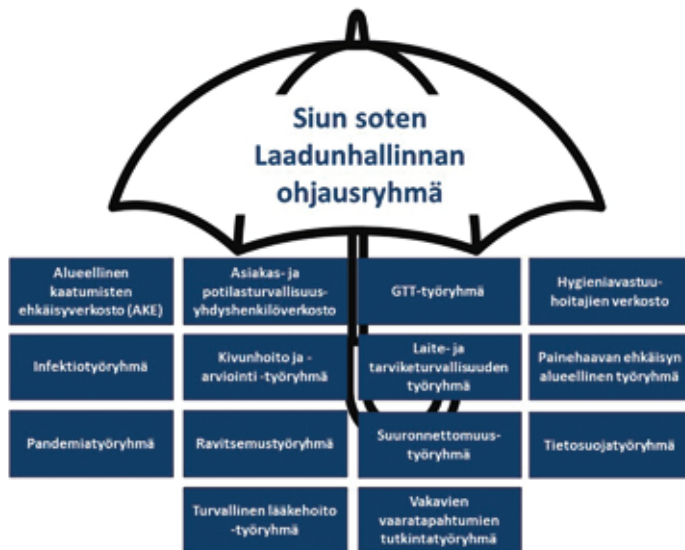 Siun soten
Laadunhallinnan
ohjausryhmä
Alueellinen
kaatumisten
ehkäisyverkosto (AKE)
Asiakas- ja
potilasturvallisuus-
yhdyshenkilöverkosto
GTT-työryhmä
Hygieniavastuu-
hoitajien verkosto
Infektiotyöryhmä
Kivunhoito ja -
arviointi -työryhmä
Laite- ja
tarviketurvallisuuden
työryhmä
Painehaavan ehkäisyn
alueellinen työryhmä
Pandemiatyöryhmä
Ravitsemustyöryhmä
Suuronnettomuus-
työryhmä
Tietosuojatyöryhmä
Turvallinen lääkehoito
-työryhmä
Vakavien
vaaratapahtumien
tutkintatyöryhmä